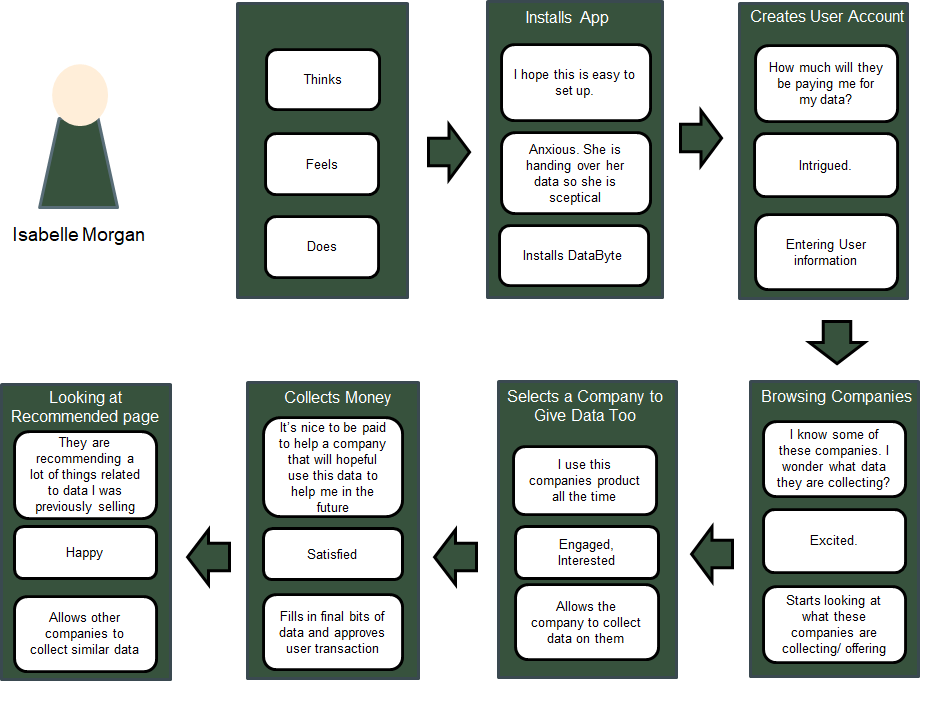 Isabelle Morgan
Thinks
Feels
Does
Installs App
I hope this is easy to
set up.
Anxious. She is
handing over her
data so she is
sceptical
Installs DataByte
Creates User Account
How much will they
be paying me for
my data?
Intrigued.
Entering User
information
Browsing Companies
I know some of
these companies. I
wonder what data
they are collecting?
Excited.
Starts looking at
what these
companies are
collecting/ offering
Selects a Company to
Give Data Too
I use this
companies product
all the time
Engaged,
Interested
Allows the
company to collect
data on them
Collects Money
It's nice to be paid
to help a company
that will hopeful
use this data to
help me in the
future
Satisfied
Fills in final bits of
data and approves
user transaction
Looking at
Recommended page
They are
recommending a
lot of things related
to data I was
previously selling
Happy
Allows other
companies to
collect similar data